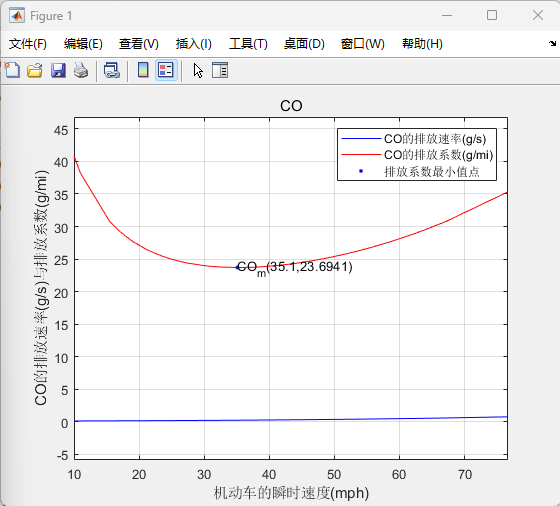 Figure 1
文件(F) 编辑(E) 查看(V) 插入(I) 工具(T) 桌面(D) 窗口(W) 帮助(H)
CO
CO的排放速率(g/s)
CO的排放系数(g/mi)
排放系数最小值点
CO的排放速率(g/s)与排放系数(g/mi)
45
40
35
30
25
20
15
10
5
0
-5
COm(35.1,23.6941)
10 20 30 40 50 60 70
机动车的瞬时速度(mph)